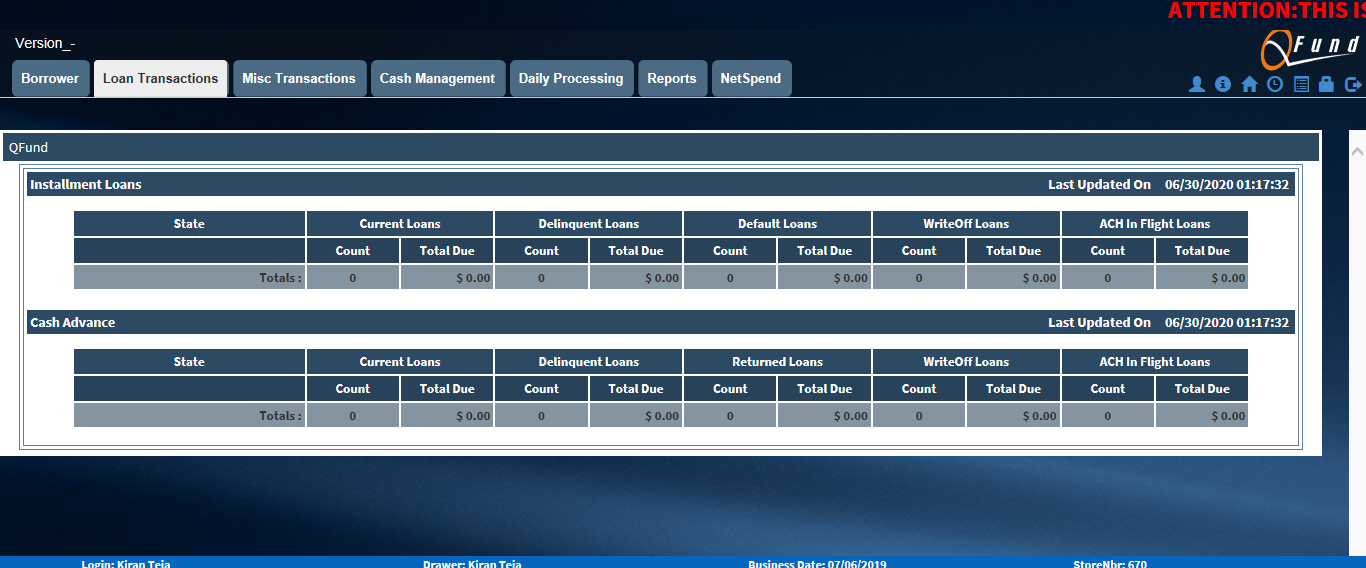 ATTENTION:THIS IS
Version_-
QFund
Borrower Loan Transactions Misc Transactions Cash Management Daily Processing Reports NetSpend
QFund
Installment Loans Last Updated On 06/30/2020 01:17:32
State Current Loans Delinquent Loans Default Loans WriteOff Loans ACH In Flight Loans
Count Total Due Count Total Due Count Total Due Count Total Due Count Total Due
Totals : 0 $ 0.00 0 $ 0.00 0 $ 0.00 0 $ 0.00 0 $ 0.00
Cash Advance Last Updated On 06/30/2020 01:17:32
State Current Loans Delinquent Loans Returned Loans WriteOff Loans ACH In Flight Loans
Count Total Due Count Total Due Count Total Due Count Total Due Count Total Due
Totals : 0 $ 0.00 0 $ 0.00 0 $ 0.00 0 $ 0.00 0 $ 0.00
Login: Kiran Teja Drawer: Kiran Teja Business Date: 07/06/2019 StoreNbr: 670